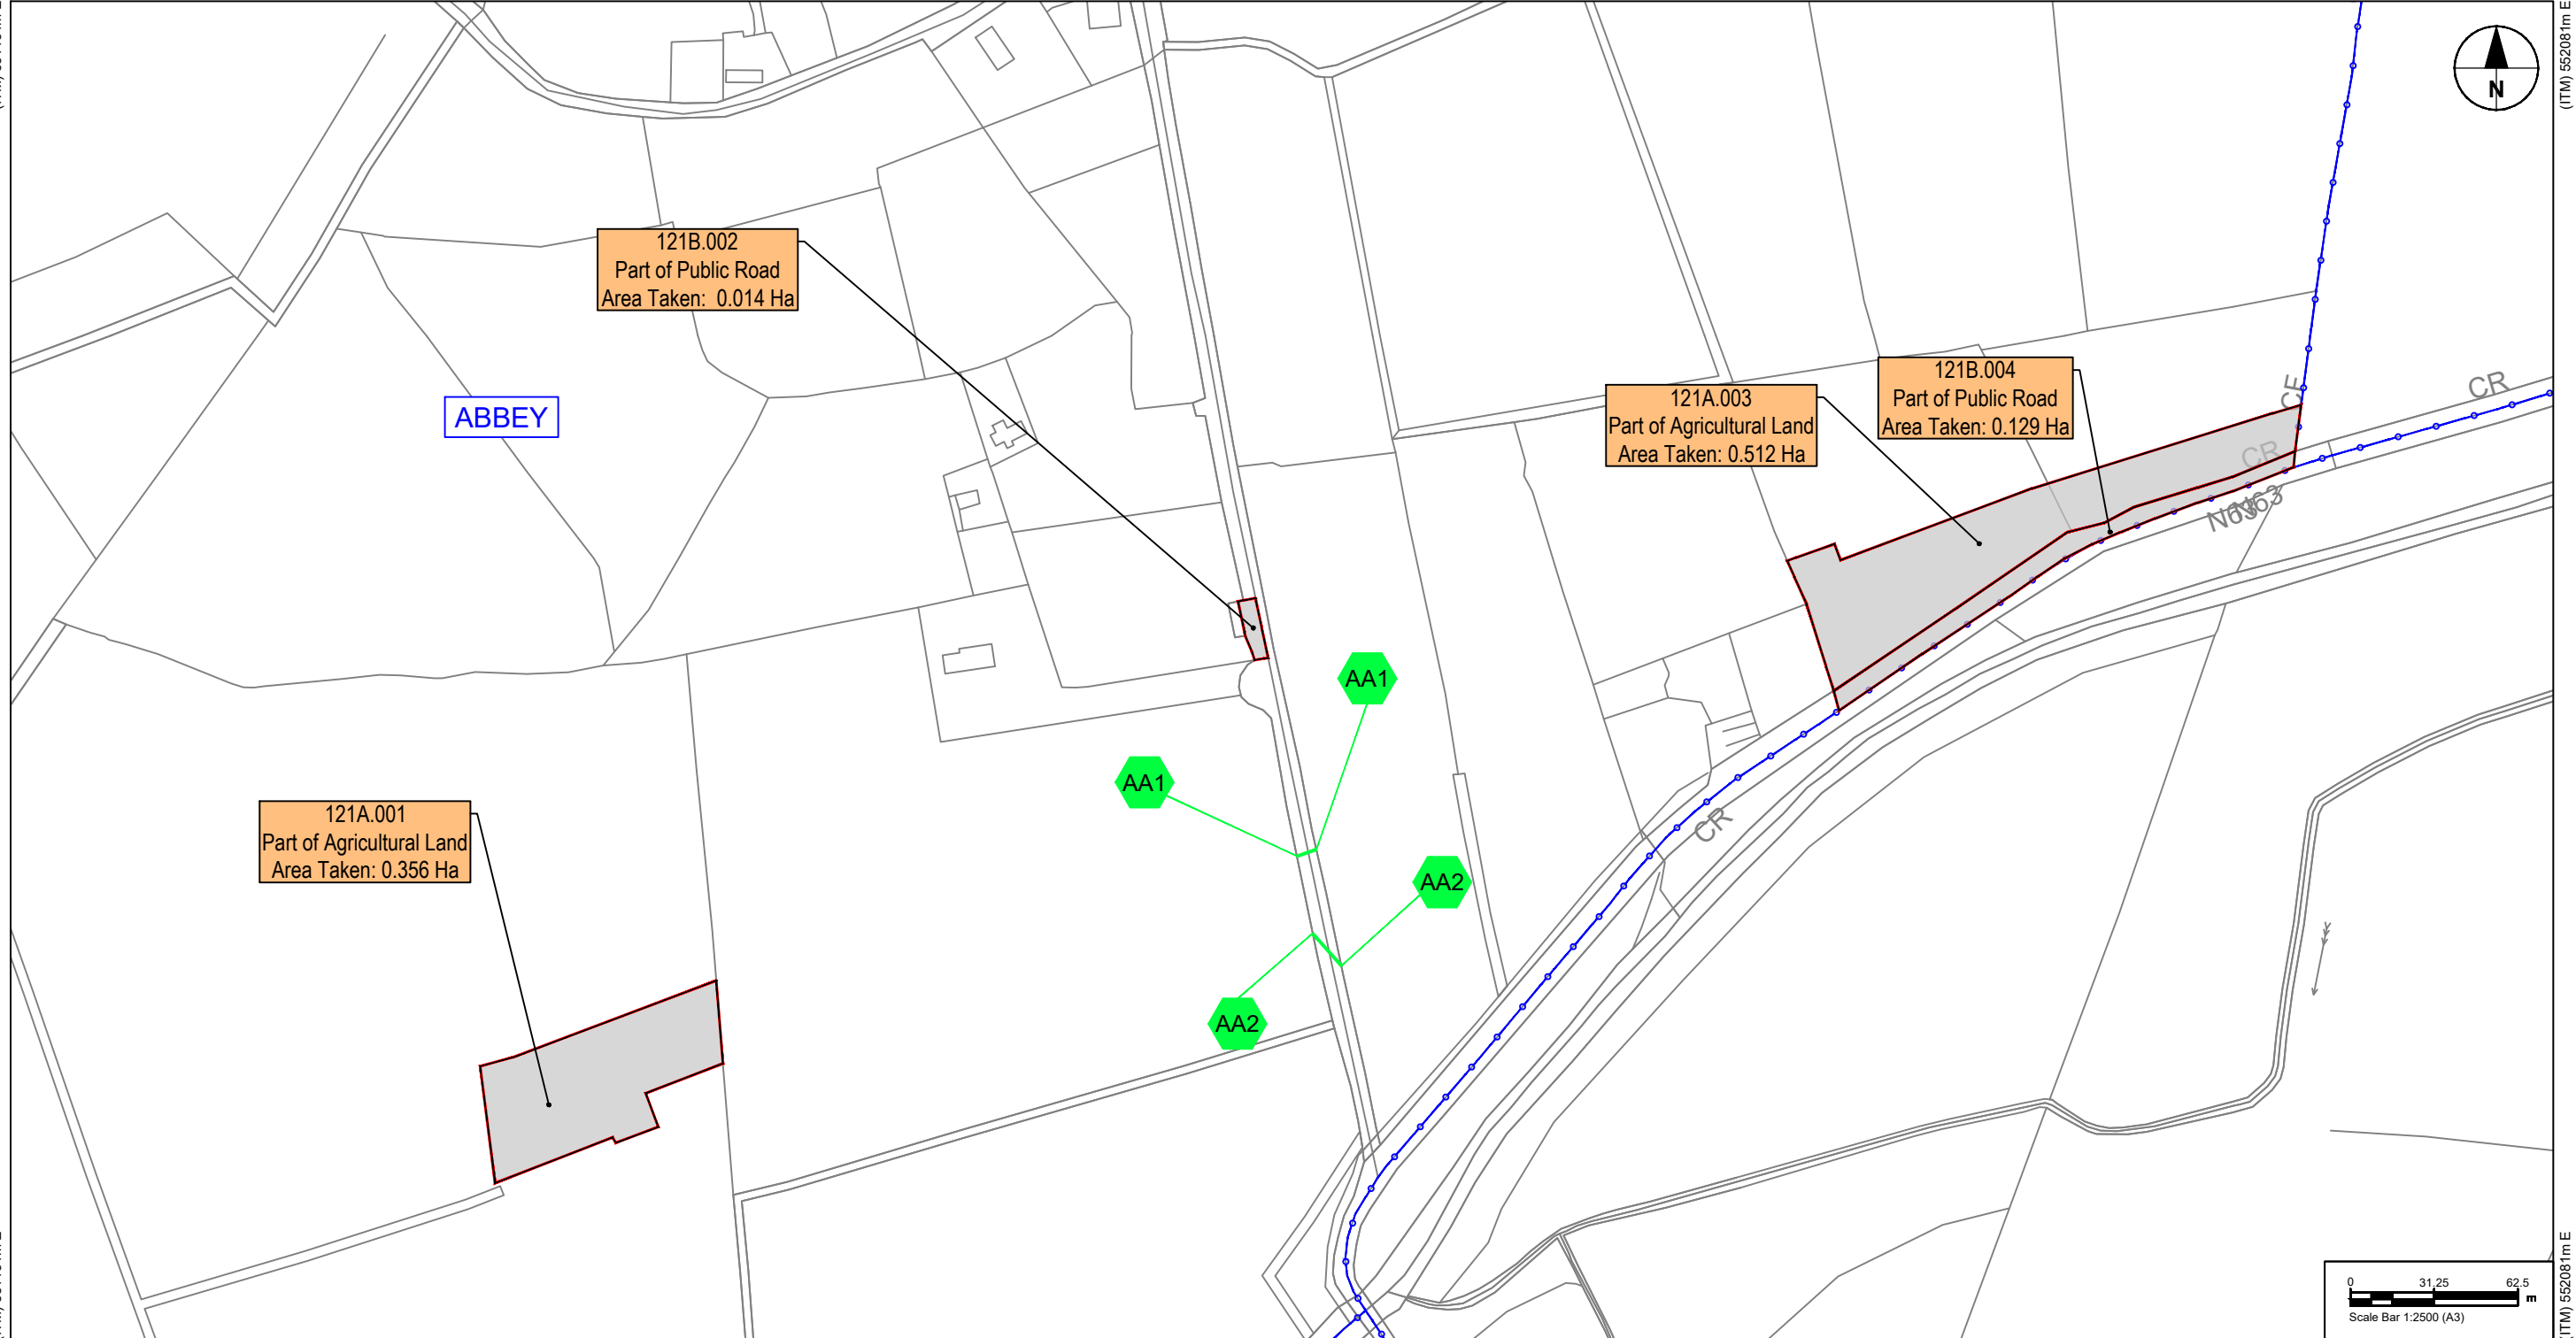 (ITM) 552081m E
N
121B.002
Part of Public Road
Area Taken: 0.014 Ha
ABBEY
121B.004
Part of Public Road
Area Taken: 0.129 Ha
121A.003
Part of Agricultural Land
Area Taken: 0.512 Ha
CE
CR
CR
N63
N63
AA1
AA1
121A.001
Part of Agricultural Land
Area Taken: 0.356 Ha
CR
AA2
AA2
0 31.25 62.5
m
Scale Bar 1:2500 (A3)
(ITM) 552081m E